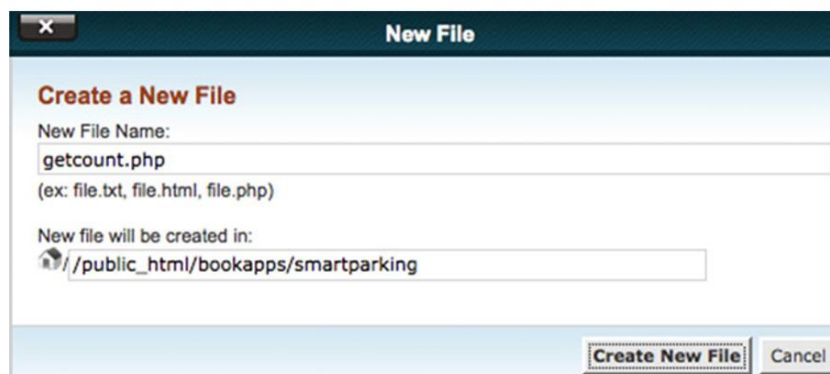 New File
Create a New File
New File Name:
getcount.php
(ex: file.txt, file.html, file.php)
New file will be created in:
/ /public_html/bookapps/smartparking
Create New File Cancel